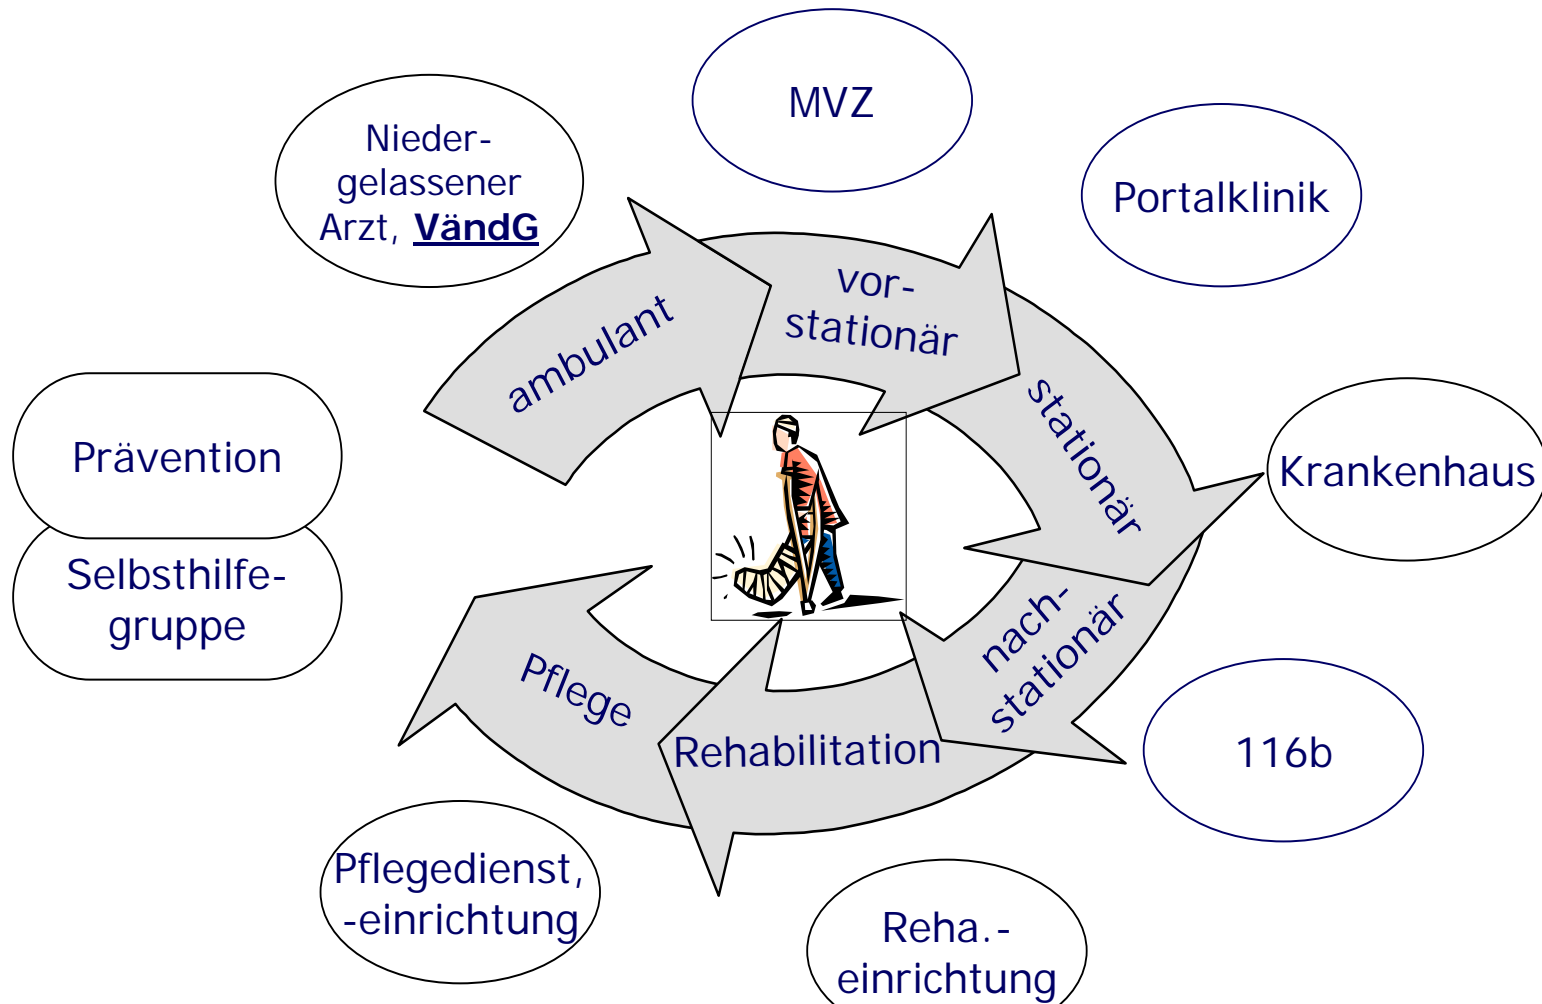 MVZ
Nieder-
gelassener
Arzt, VändG
Portalklinik
vor-
stationär
ambulant
stationär
Prävention
Krankenhaus
Selbsthilfe-
gruppe
nach-
stationär
Pflege
Rehabilitation
116b
Pflegedienst,
-einrichtung
Reha.-
einrichtung